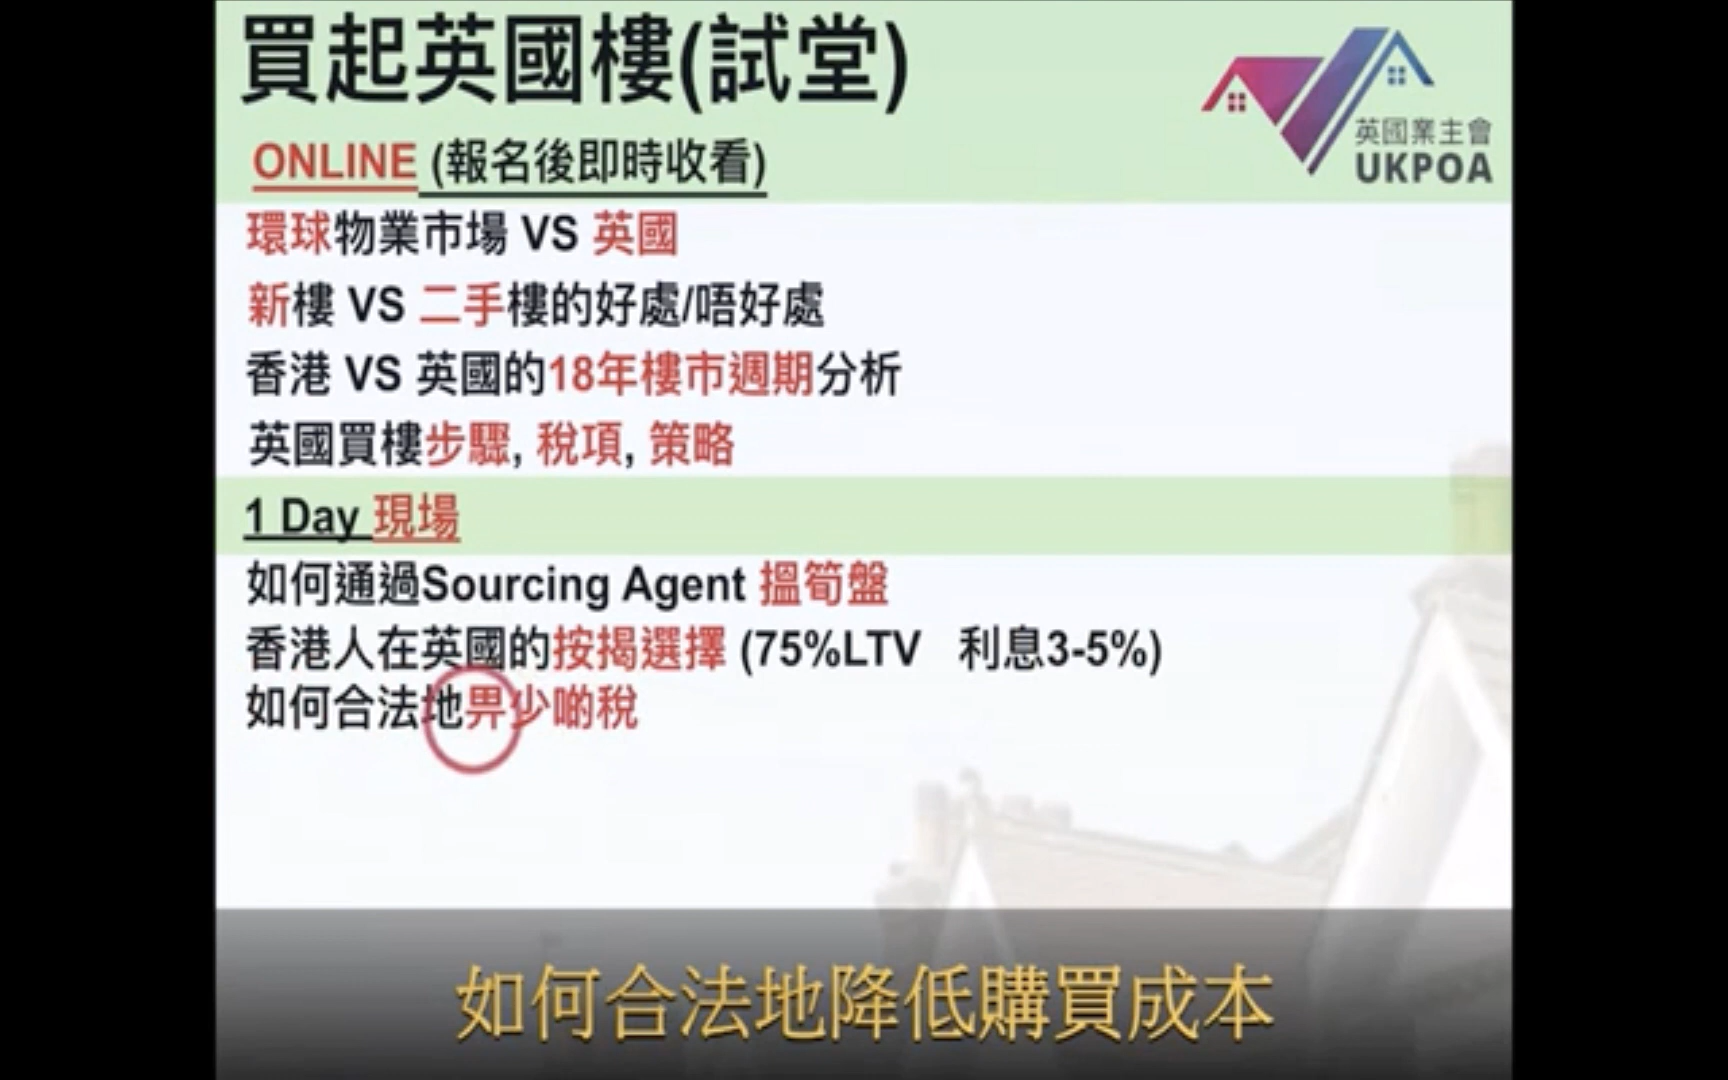 買起英國樓(試堂)
英國業主會
UKPOA
ONLINE (報名後即時收看)
環球物業市場 VS 英國
新樓 VS 二手樓的好處/唔好處
香港 VS 英國的18年樓市週期分析
英國買樓步驟, 稅項, 策略
1 Day 現場
如何通過Sourcing Agent 搵筍盤
香港人在英國的按揭選擇 (75%LTV 利息3-5%)
如何合法地畀少啲稅
如何合法地降低購買成本